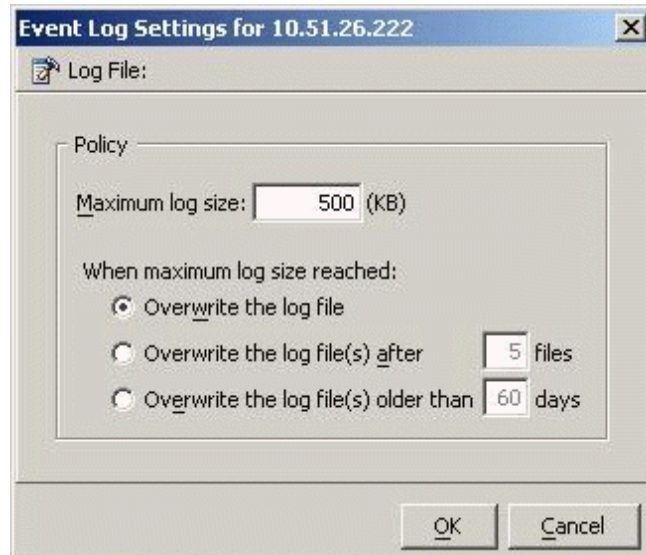 Event Log Settings for 10.51.26.222
Log File:
Policy
Maximum log size: 500 (KB)
When maximum log size reached:
Overwrite the log file
Overwrite the log file(s) after 5 files
Overwrite the log file(s) older than 60 days
OK Cancel